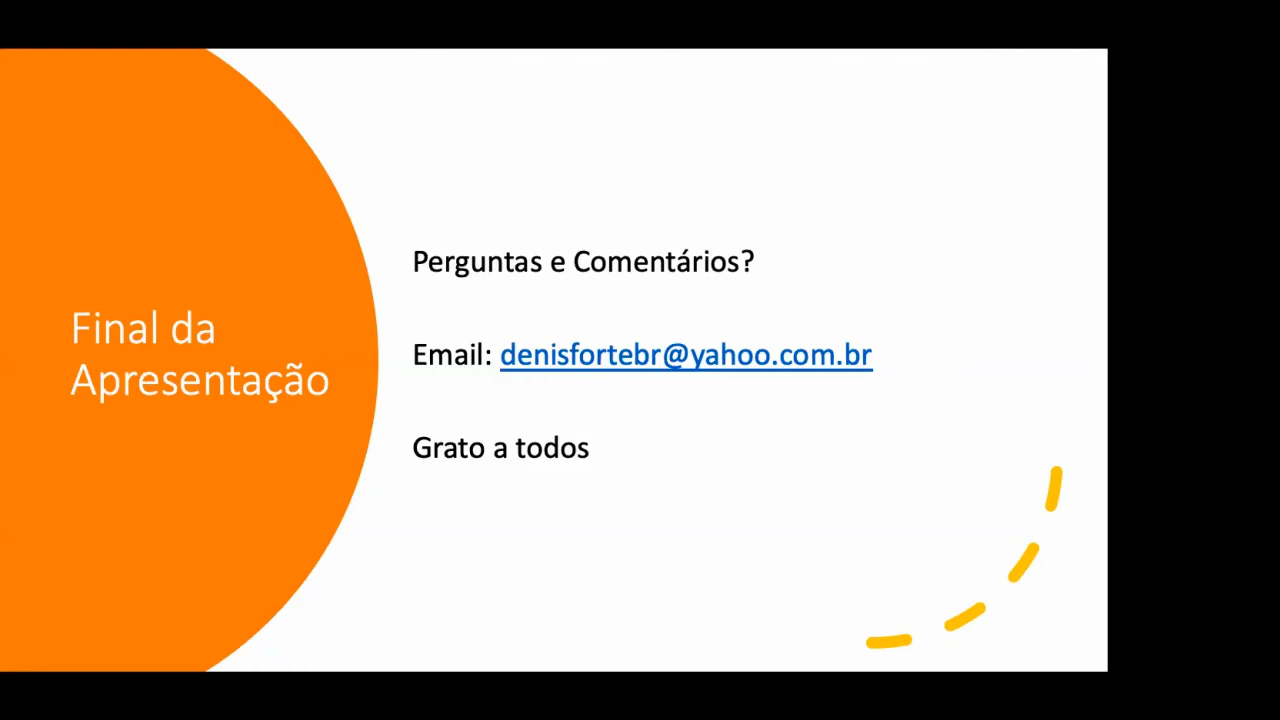 Final da
Apresentação
Perguntas e Comentários?
Email: denisfortebr@yahoo.com.br
Grato a todos